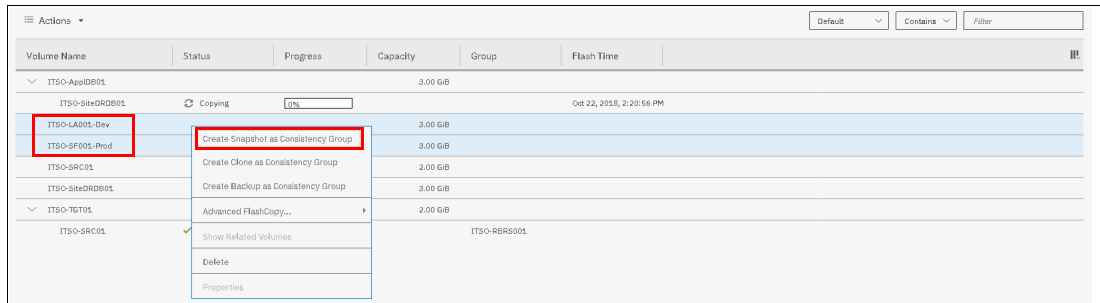 Actions
Default Contains Filter
Volume Name Status Progress Capacity Group Flash Time
ITSO-ApplDB01 3.00 GiB
ITSO-SiteDRDB01 Copying 0% Oct 22, 2018, 2:20:56 PM
ITSO-LA001-Dev 3.00 GiB
Create Snapshot as Consistency Group
ITSO-SF001-Prod 3.00 GiB
Create Clone as Consistency Group
ITSO-SRC01 2.00 GiB
Create Backup as Consistency Group
ITSO-SiteDRDB01 3.00 GiB
Advanced FlashCopy...
ITSO-TGT01 2.00 GiB
ITSO-SRC01 ITSO-RBRS001
Show Related Volumes
Delete
Properties